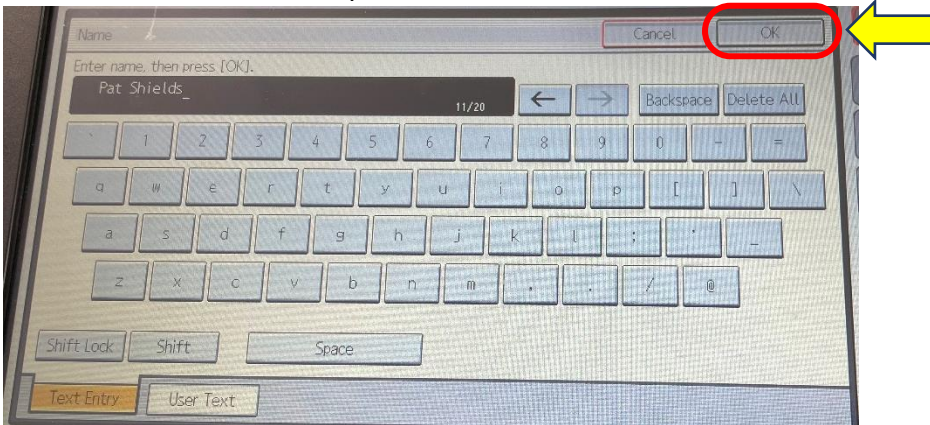 Name Cancel OK
Enter name, then press [OK].
Pat Shields_
11/20 ← → Backspace Delete All
` 1 2 3 4 5 6 7 8 9 0 - =
q w e r t y u i o p [ ] \
a s d f g h j k l ; ' _
z x c v b n m , . / @
Shift Lock Shift Space
Text Entry User Text